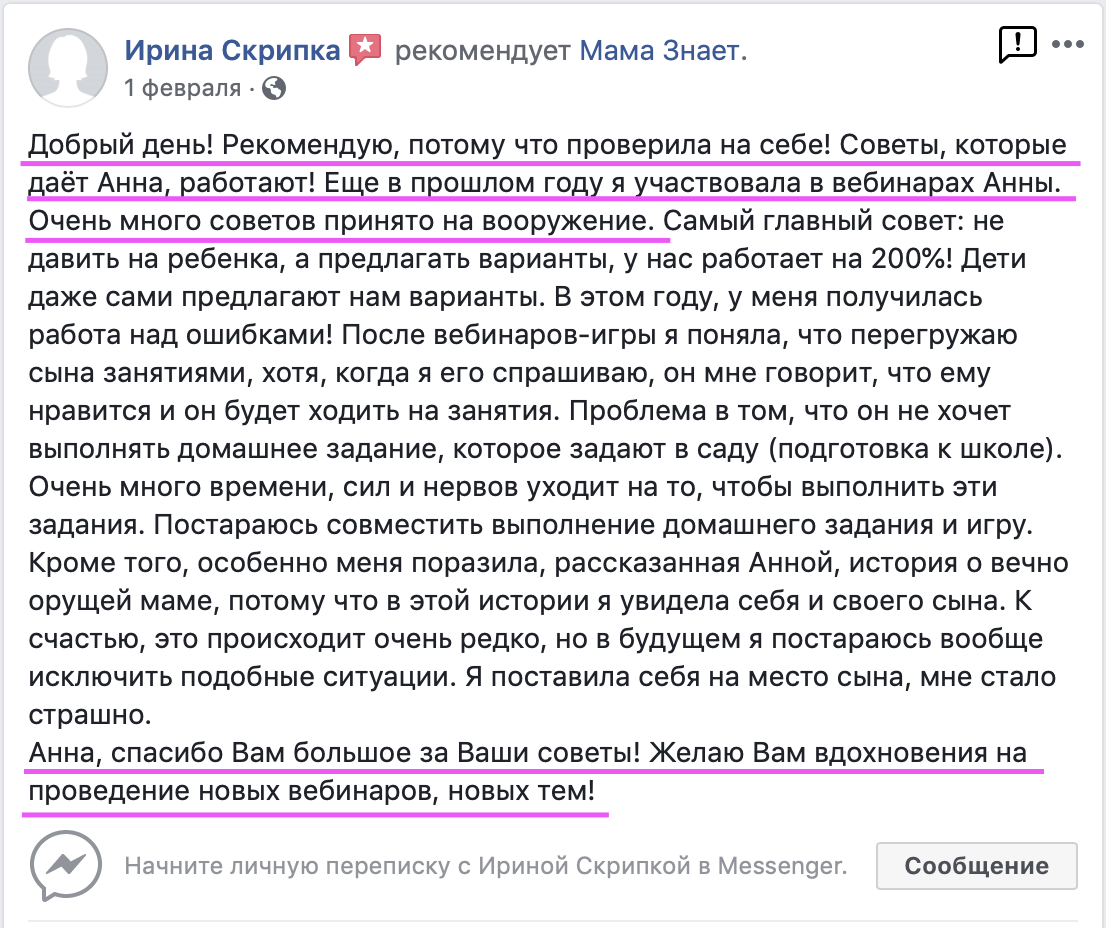 Ирина Скрипка рекомендует Мама Знает.
1 февраля ·
Добрый день! Рекомендую, потому что проверила на себе! Советы, которые
даёт Анна, работают! Еще в прошлом году я участвовала в вебинарах Анны.
Очень много советов принято на вооружение. Самый главный совет: не
давить на ребенка, а предлагать варианты, у нас работает на 200%! Дети
даже сами предлагают нам варианты. В этом году, у меня получилась
работа над ошибками! После вебинаров-игры я поняла, что перегружаю
сына занятиями, хотя, когда я его спрашиваю, он мне говорит, что ему
нравится и он будет ходить на занятия. Проблема в том, что он не хочет
выполнять домашнее задание, которое задают в саду (подготовка к школе).
Очень много времени, сил и нервов уходит на то, чтобы выполнить эти
задания. Постараюсь совместить выполнение домашнего задания и игру.
Кроме того, особенно меня поразила, рассказанная Анной, история о вечно
орущей маме, потому что в этой истории я увидела себя и своего сына. К
счастью, это происходит очень редко, но в будущем я постараюсь вообще
исключить подобные ситуации. Я поставила себя на место сына, мне стало
страшно.
Анна, спасибо Вам большое за Ваши советы! Желаю Вам вдохновения на
проведение новых вебинаров, новых тем!
Начните личную переписку с Ириной Скрипкой в Messenger.
Сообщение